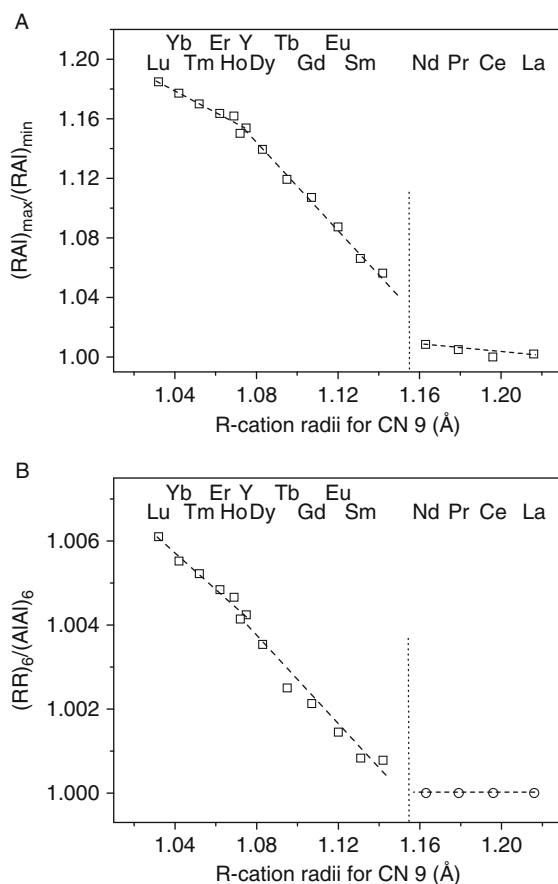 A
Yb Er Y Tb Eu
Lu Tm Ho Dy Gd Sm Nd Pr Ce La
1.20
1.16
1.12
1.08
1.04
1.00
(RAl)max/(RAl)min
1.04 1.08 1.12 1.16 1.20
R-cation radii for CN 9 (Å)
B
Yb Er Y Tb Eu
Lu Tm Ho Dy Gd Sm Nd Pr Ce La
1.006
1.004
1.002
1.000
(RR)6/(AlAl)6
1.04 1.08 1.12 1.16 1.20
R-cation radii for CN 9 (Å)